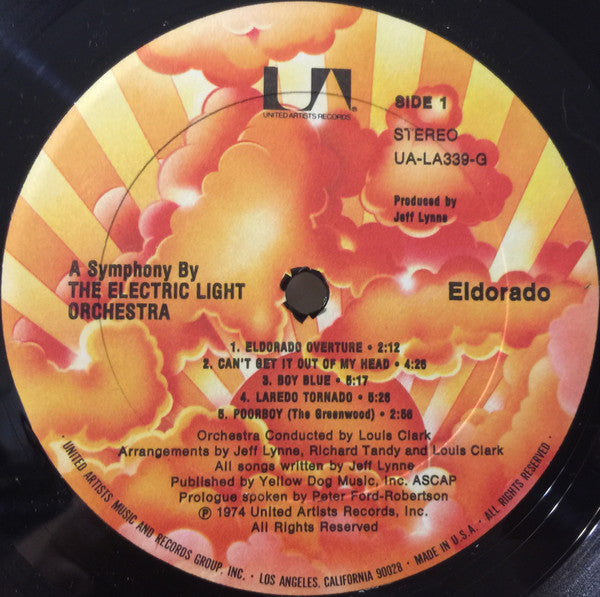 UA
UNITED ARTISTS RECORDS
®
SIDE 1
STEREO
UA-LA339-G
Produced by
Jeff Lynne
A Symphony By
THE ELECTRIC LIGHT
ORCHESTRA
Eldorado
1. ELDORADO OVERTURE • 2:12
2. CAN'T GET IT OUT OF MY HEAD • 4:26
3. BOY BLUE • 5:17
4. LAREDO TORNADO • 5:26
5. POORBOY (The Greenwood) • 2:56
Orchestra Conducted by Louis Clark
Arrangements by Jeff Lynne, Richard Tandy and Louis Clark
All songs written by Jeff Lynne
Published by Yellow Dog Music, Inc. ASCAP
Prologue spoken by Peter Ford-Robertson
℗ 1974 United Artists Records, Inc.
All Rights Reserved
• UNITED ARTISTS MUSIC AND RECORDS GROUP, INC. • LOS ANGELES, CALIFORNIA 90028 • MADE IN U.S.A. • ALL RIGHTS RESERVED •